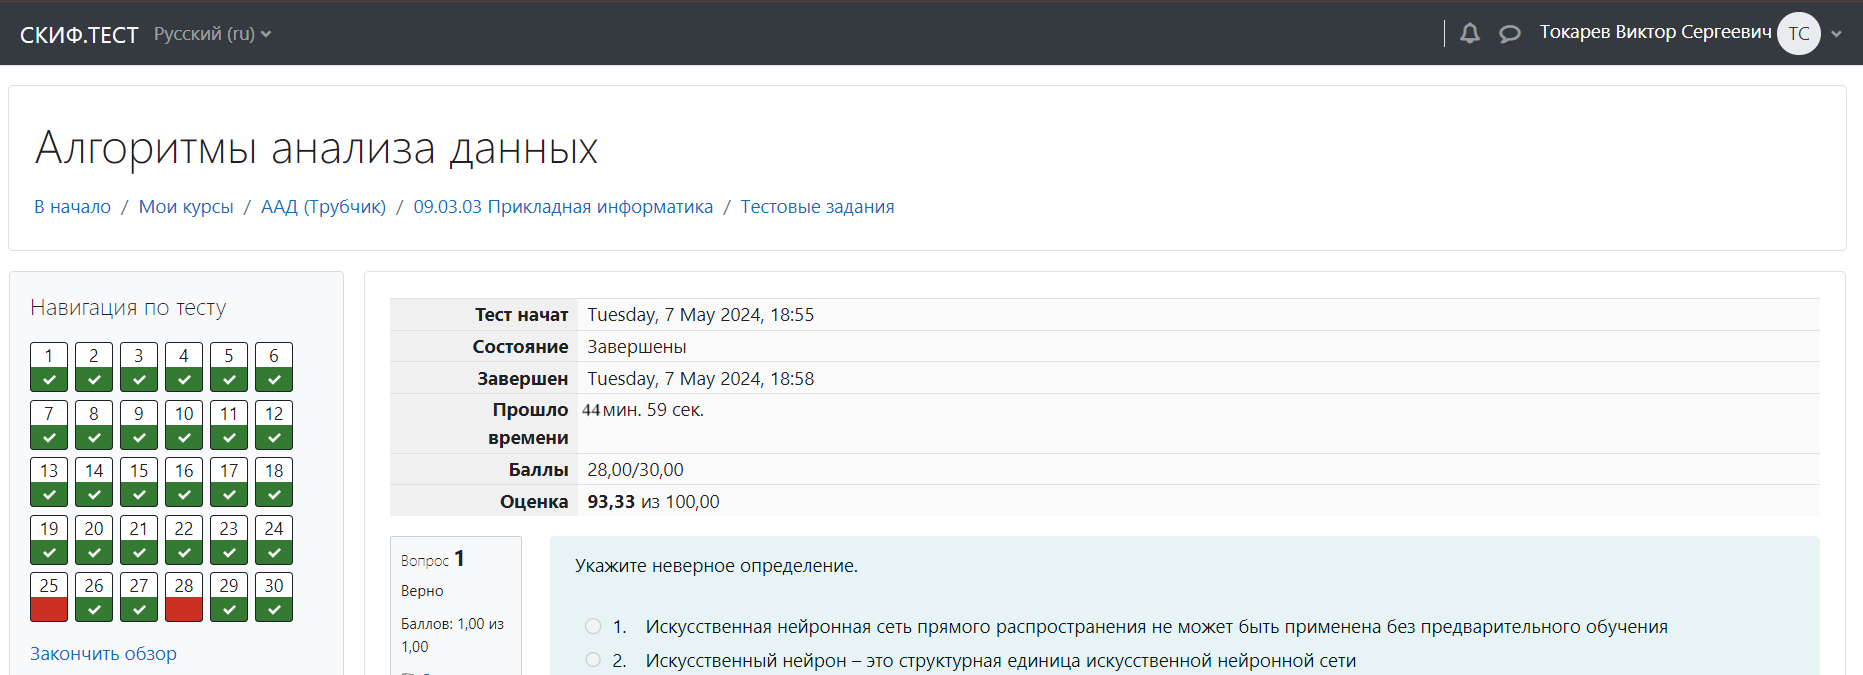 СКИФ.ТЕСТ Русский (ru) Токарев Виктор Сергеевич ТС
Алгоритмы анализа данных
В начало / Мои курсы / ААД (Трубчик) / 09.03.03 Прикладная информатика / Тестовые задания
Навигация по тесту
1 2 3 4 5 6
7 8 9 10 11 12
13 14 15 16 17 18
19 20 21 22 23 24
25 26 27 28 29 30
Закончить обзор
Тест начат Tuesday, 7 May 2024, 18:55
Состояние Завершены
Завершен Tuesday, 7 May 2024, 18:58
Прошло 44 мин. 59 сек.
времени
Баллы 28,00/30,00
Оценка 93,33 из 100,00
Вопрос 1
Верно
Баллов: 1,00 из
1,00
Укажите неверное определение.
1. Искусственная нейронная сеть прямого распространения не может быть применена без предварительного обучения
2. Искусственный нейрон – это структурная единица искусственной нейронной сети